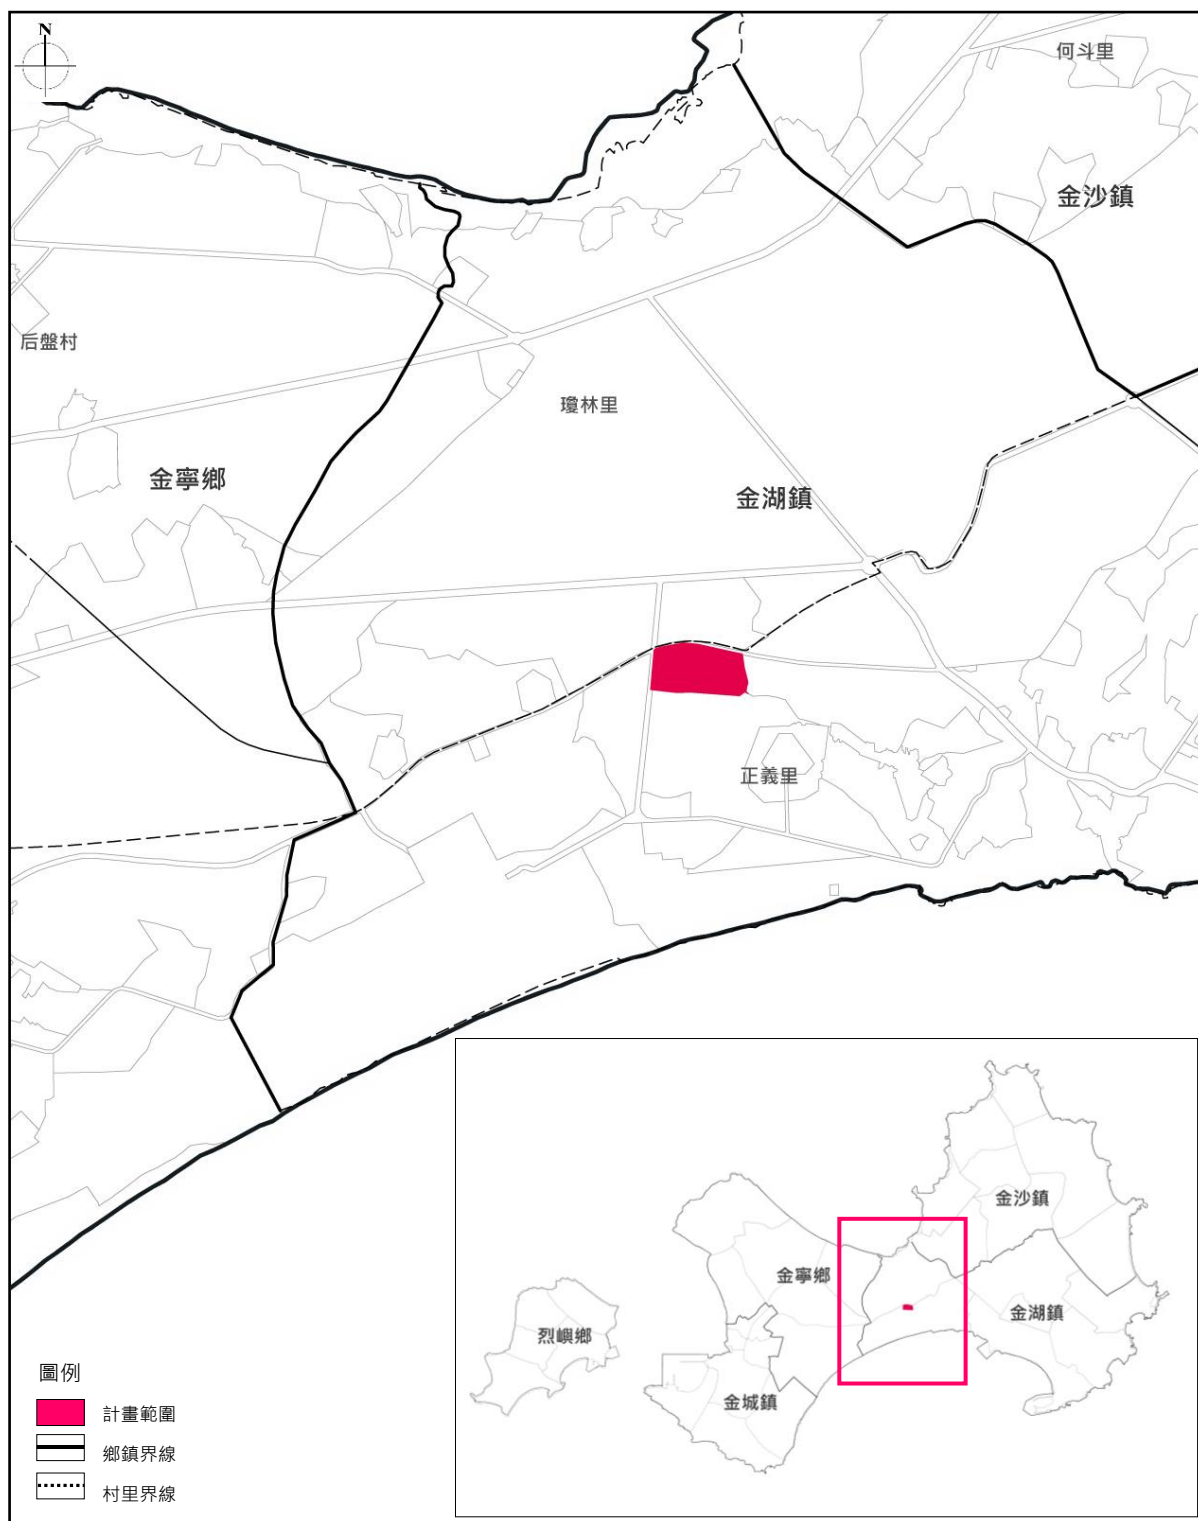 N
何斗里
金沙鎮
后盤村
瓊林里
金寧鄉
金湖鎮
正義里
金沙鎮
金寧鄉
金湖鎮
烈嶼鄉
金城鎮
圖例
計畫範圍
鄉鎮界線
村里界線